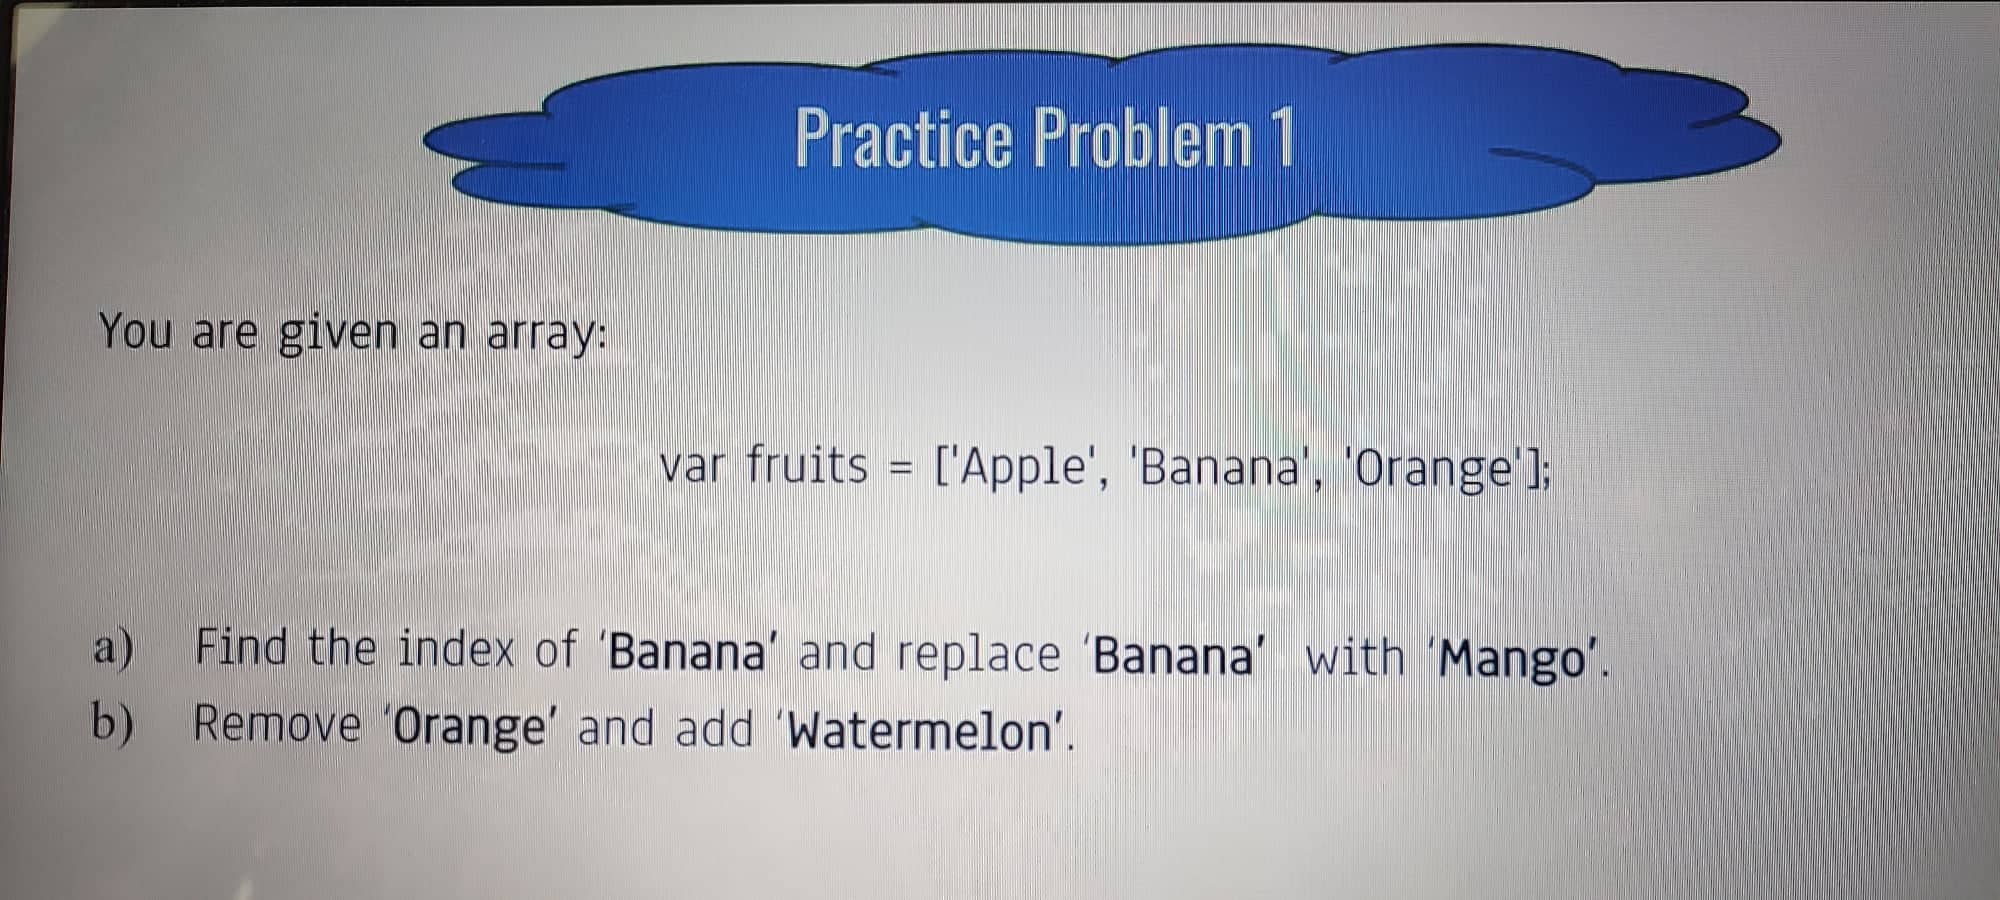 Practice Problem 1
You are given an array:
var fruits = ['Apple', 'Banana', 'Orange'];
a) Find the index of ‘Banana’ and replace ‘Banana’ with ‘Mango’.
b) Remove ‘Orange’ and add ‘Watermelon’.